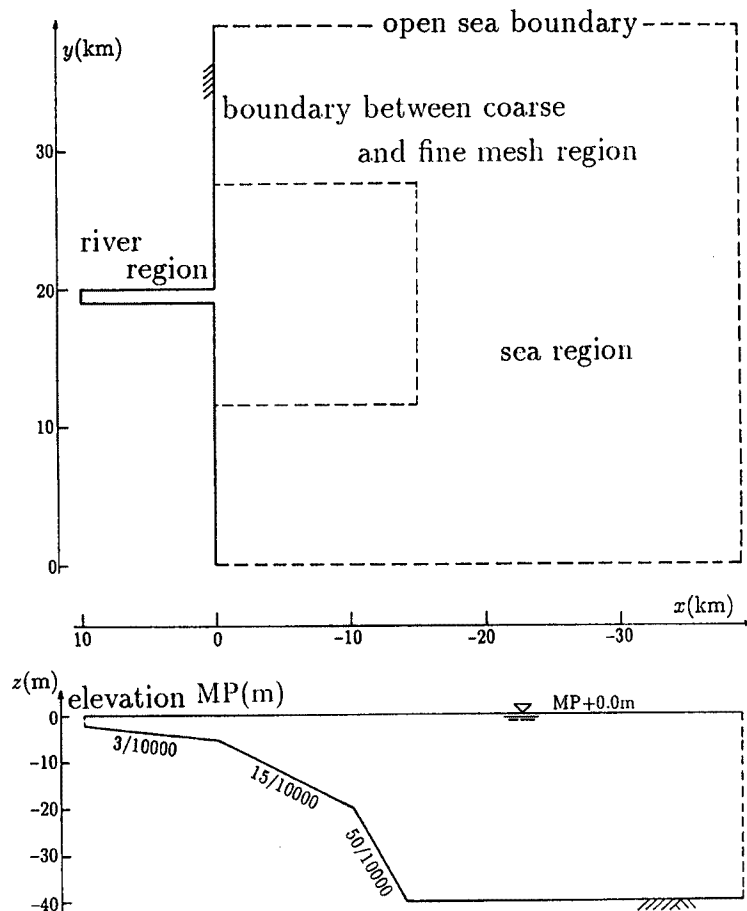 open sea boundary
y(km)
boundary between coarse
and fine mesh region
30
river
region
20
sea region
10
0
x(km)
10 0 -10 -20 -30
z(m)
elevation MP(m)
MP+0.0m
0
3/10000
-10
15/10000
-20
50/10000
-30
-40